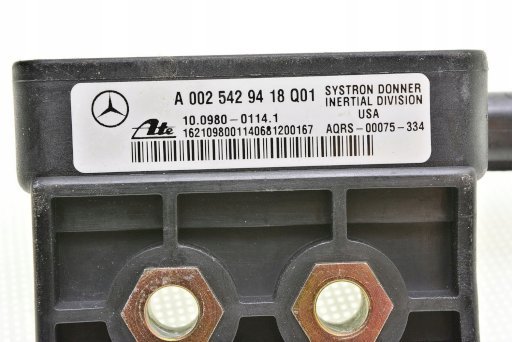 A 002 542 94 18 Q01
SYSTRON DONNER
INERTIAL DIVISION
USA
Ate
10.0980-0114.1
1621098001140681200167
AQRS-00075-334